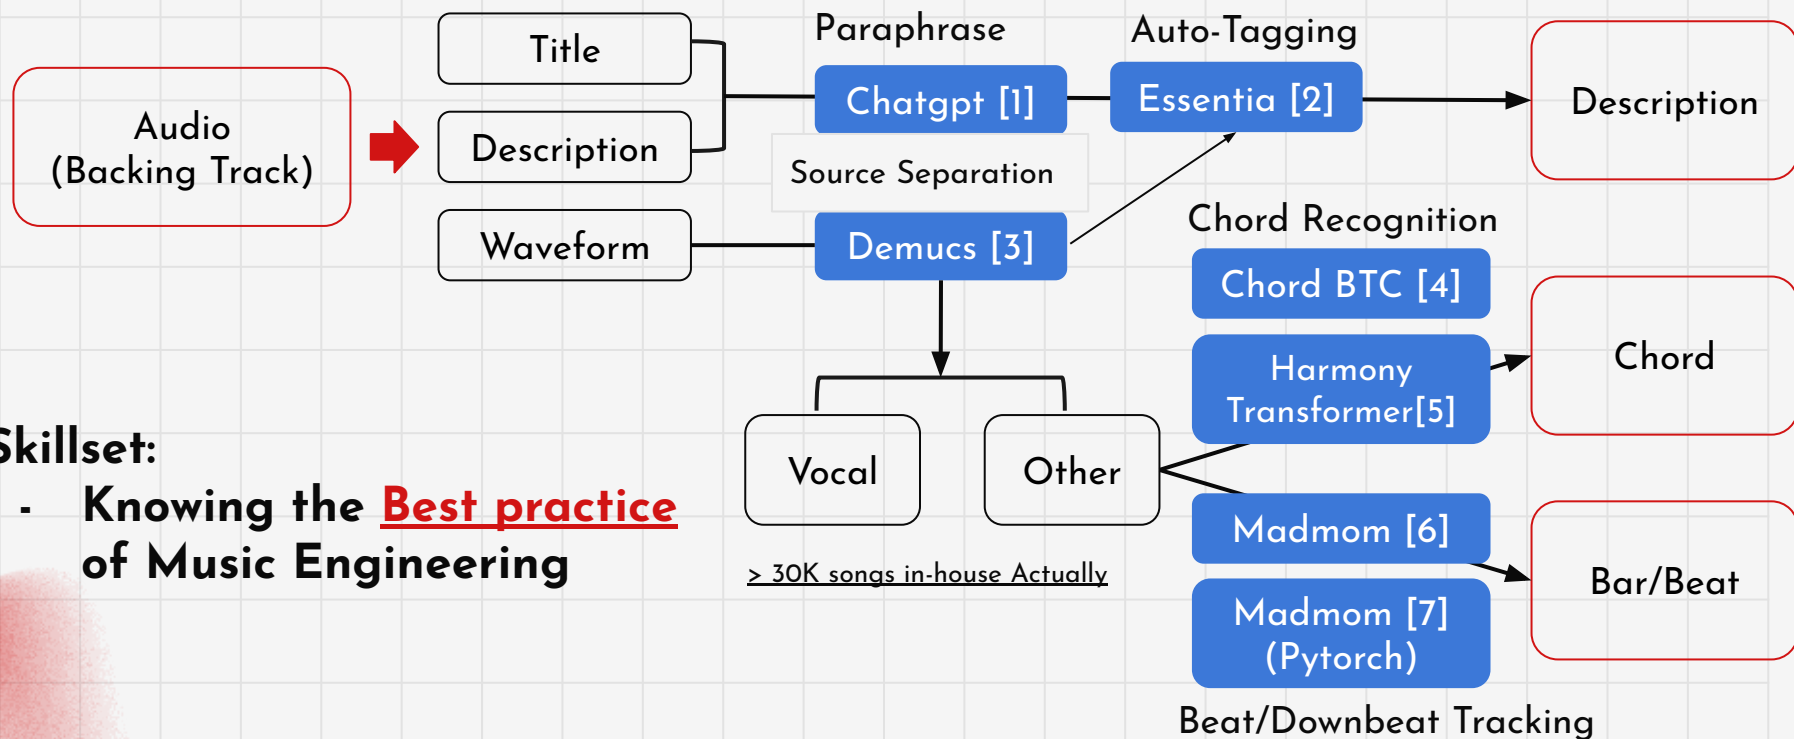 Audio
(Backing Track)
Title
Description
Waveform
Paraphrase
Chatgpt [1]
Auto-Tagging
Essentia [2]
Description
Source Separation
Demucs [3]
Vocal
Other
> 30K songs in-house Actually
Chord Recognition
Chord BTC [4]
Harmony
Transformer[5]
Chord
Madmom [6]
Madmom [7]
(Pytorch)
Bar/Beat
Beat/Downbeat Tracking
Skillset:
- Knowing the Best practice
of Music Engineering